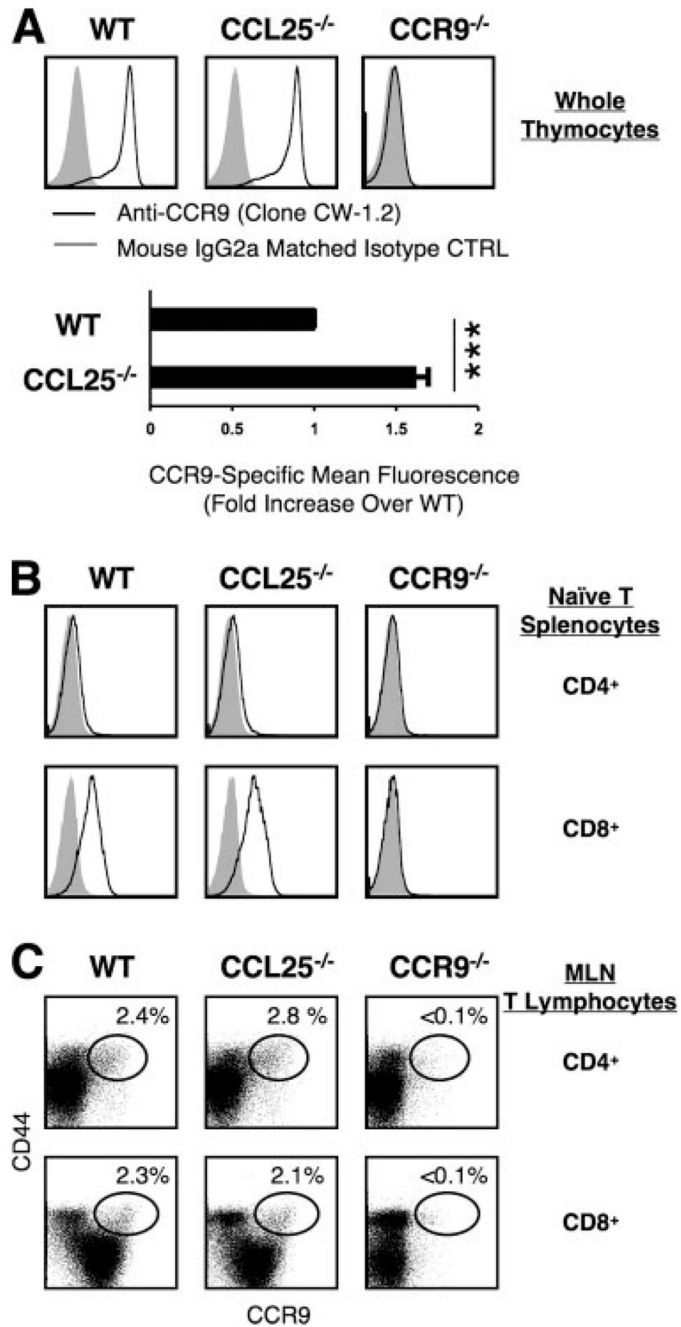 A
WT CCL25-/- CCR9-/-
Whole
Thymocytes
Anti-CCR9 (Clone CW-1.2)
Mouse IgG2a Matched Isotype CTRL
WT
CCL25-/-
***
0 0.5 1 1.5 2
CCR9-Specific Mean Fluorescence
(Fold Increase Over WT)
B
WT CCL25-/- CCR9-/-
Naïve T
Splenocytes
CD4+
CD8+
C
WT CCL25-/- CCR9-/-
MLN
T Lymphocytes
2.4% 2.8 % <0.1%
CD4+
CD44
2.3% 2.1% <0.1%
CD8+
CCR9